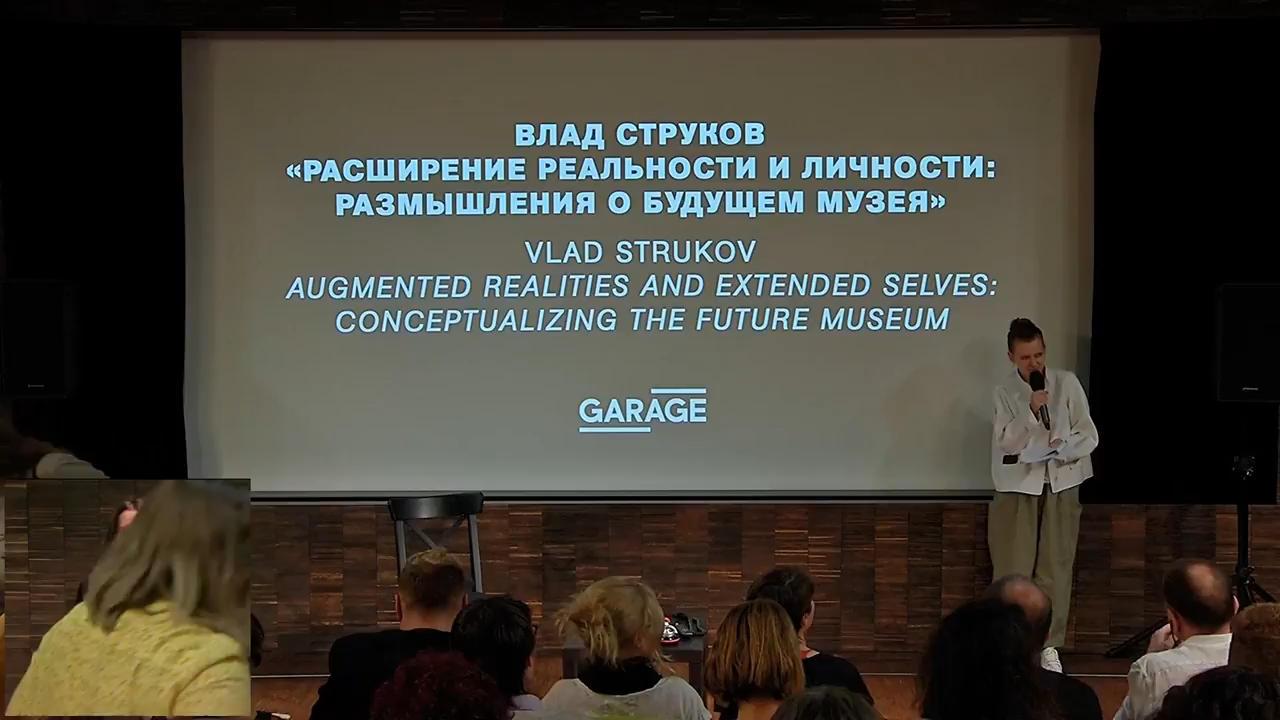 ВЛАД СТРУКОВ
«РАСШИРЕНИЕ РЕАЛЬНОСТИ И ЛИЧНОСТИ:
РАЗМЫШЛЕНИЯ О БУДУЩЕМ МУЗЕЯ»
VLAD STRUKOV
AUGMENTED REALITIES AND EXTENDED SELVES:
CONCEPTUALIZING THE FUTURE MUSEUM
GARAGE